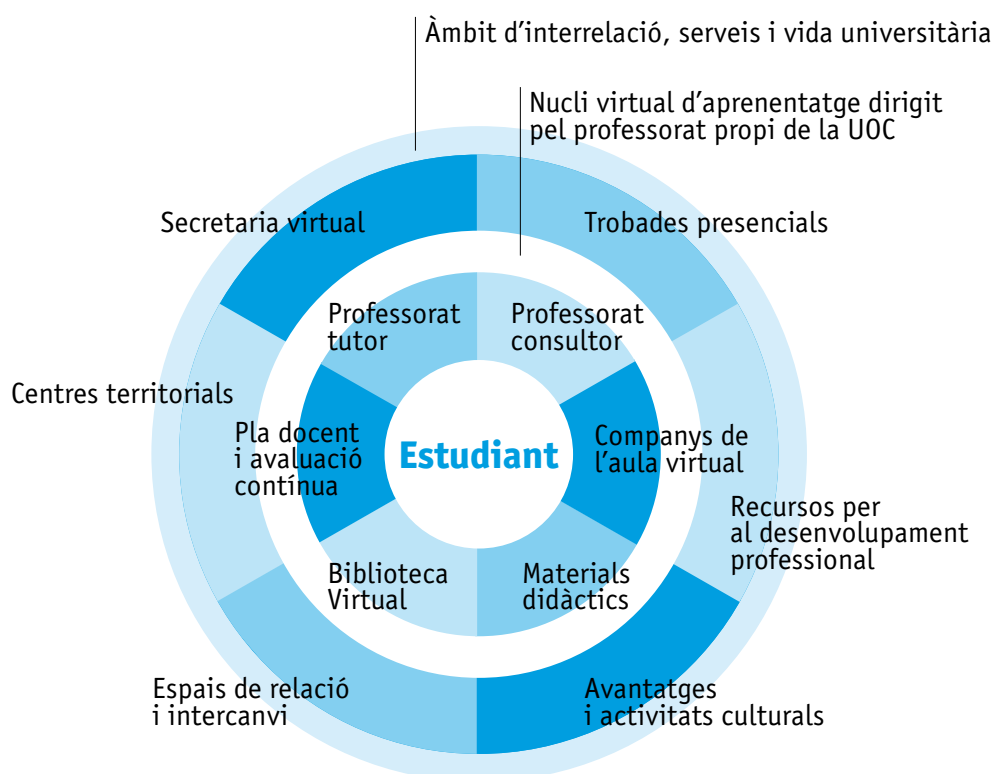 Àmbit d'interrelació, serveis i vida universitària
Nucli virtual d'aprenentatge dirigit
pel professorat propi de la UOC
Secretaria virtual
Trobades presencials
Professorat
tutor
Professorat
consultor
Centres territorials
Pla docent
i avaluació
contínua
Estudiant
Companys de
l'aula virtual
Recursos per
al desenvolupament
professional
Biblioteca
Virtual
Materials
didàctics
Espais de relació
i intercanvi
Avantatges
i activitats culturals